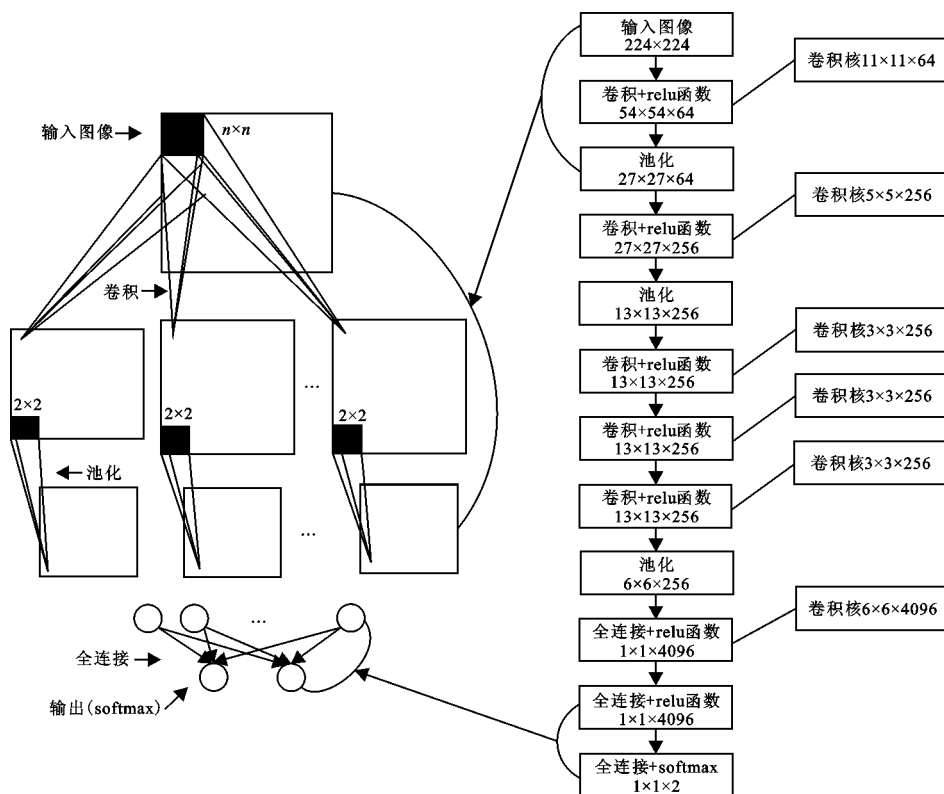 输入图像
n×n
卷积
2×2
2×2
2×2
...
池化
...
...
全连接
输出(softmax)
输入图像
224×224
卷积+relu函数
54×54×64
池化
27×27×64
卷积+relu函数
27×27×256
池化
13×13×256
卷积+relu函数
13×13×256
卷积+relu函数
13×13×256
卷积+relu函数
13×13×256
池化
6×6×256
全连接+relu函数
1×1×4096
全连接+relu函数
1×1×4096
全连接+softmax
1×1×2
卷积核11×11×64
卷积核5×5×256
卷积核3×3×256
卷积核3×3×256
卷积核3×3×256
卷积核6×6×4096